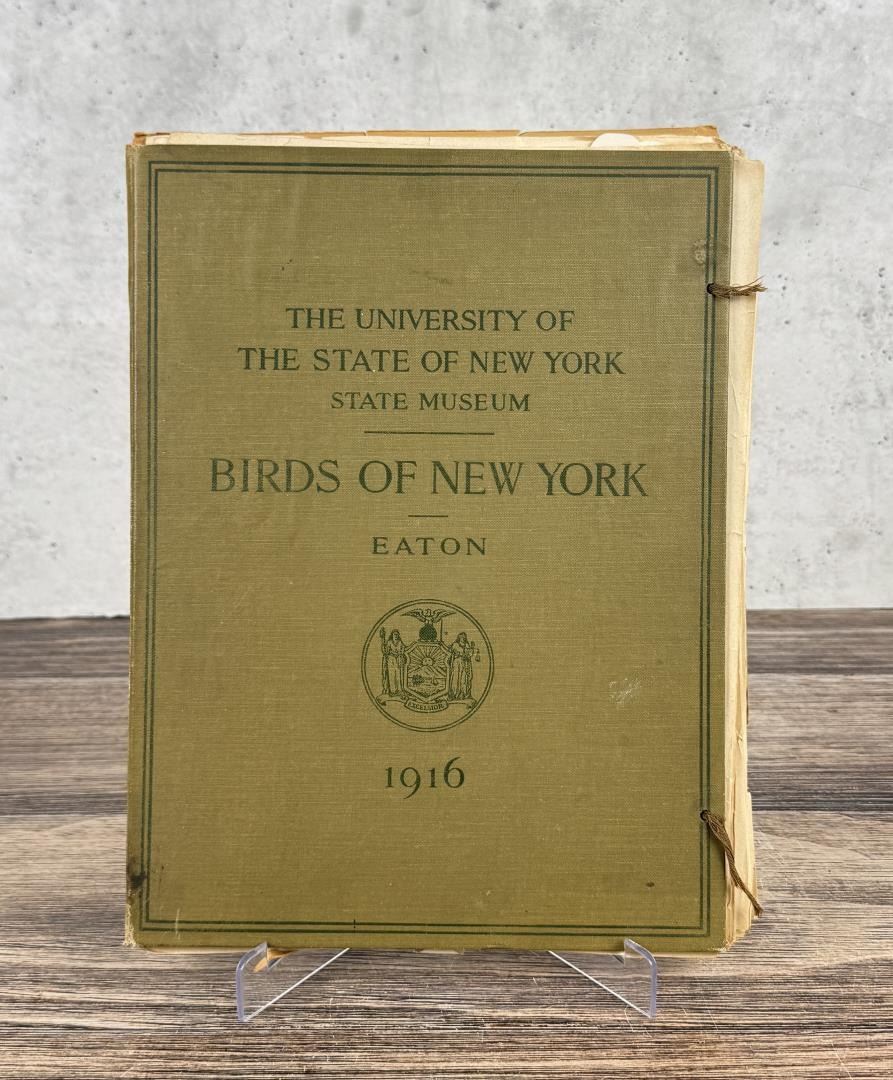 THE UNIVERSITY OF
THE STATE OF NEW YORK
STATE MUSEUM
BIRDS OF NEW YORK
EATON
EXCELSIOR
1916